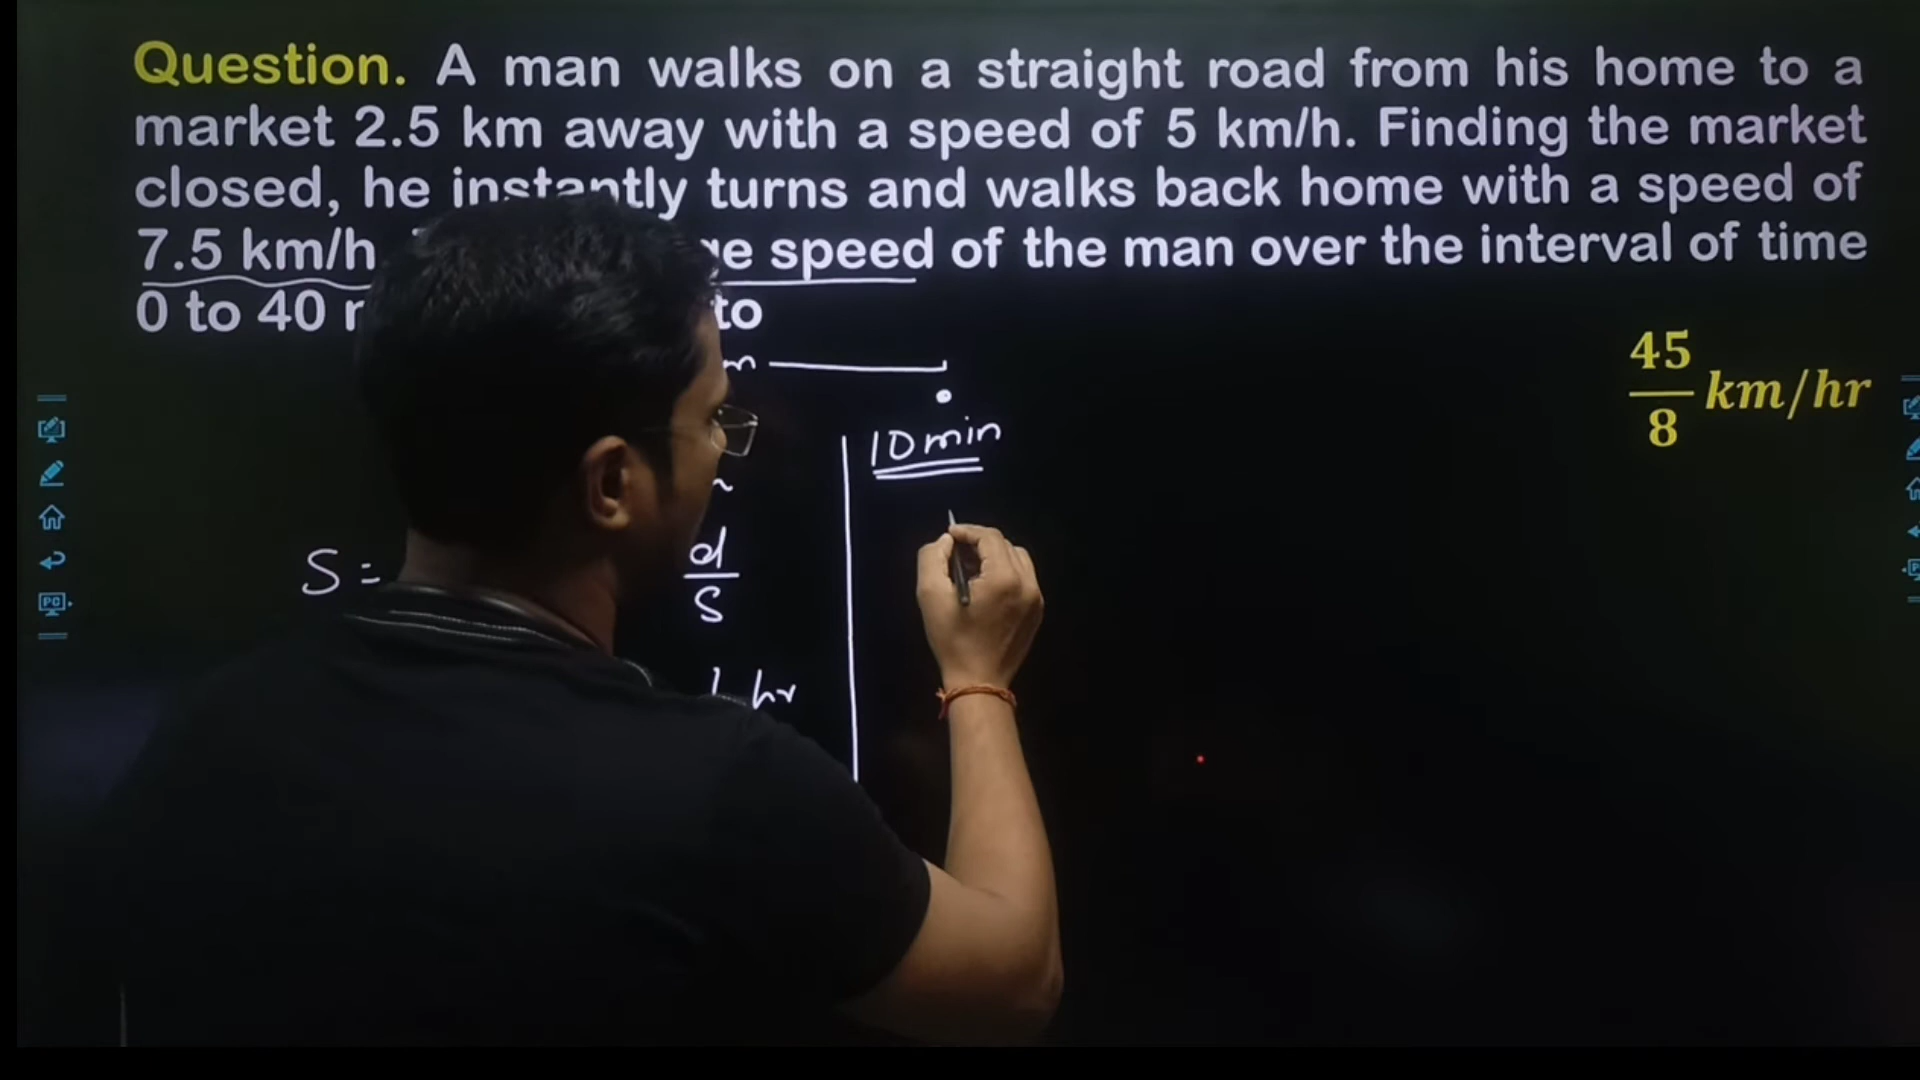 Question. A man walks on a straight road from his home to a
market 2.5 km away with a speed of 5 km/h. Finding the market
closed, he instantly turns and walks back home with a speed of
7.5 km/h speed of the man over the interval of time
0 to 40 to
45/8 km/hr
10 min
S =
d/S
hr